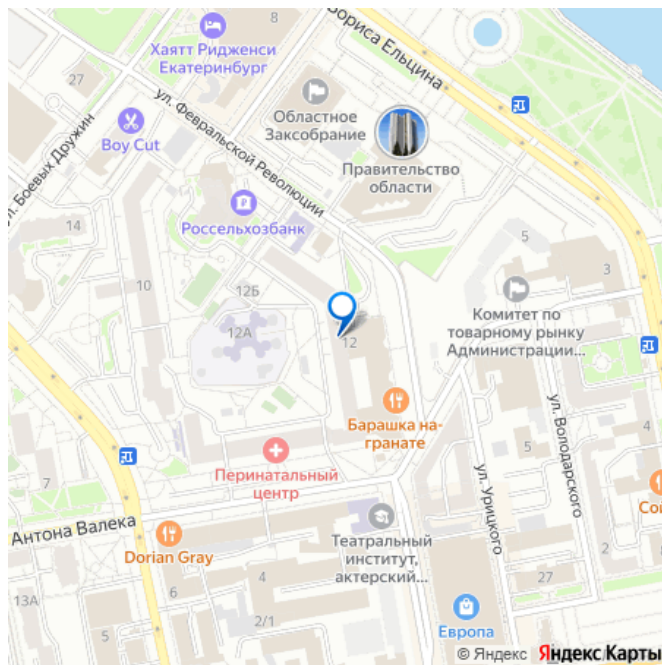 Хаятт Ридженси
Екатеринбург
Бориса Ельцина
27
Boy Cut
ул. Боевых Дружин
ул. Февральской Революции
Областное
Заксобрание
Правительство
области
Россельхозбанк
14
10
12Б
12А
12
5
3
Комитет по
товарному рынку
Администрации...
Барашка на-
гранате
Перинатальный
центр
ул. Володарского
ул. Урицкого
5
7
Антона Валека
Dorian Gray
Театральный
институт,
актерский...
4
4
13А
5
6
2/1
27
Европа
© Яндекс Яндекс Карты